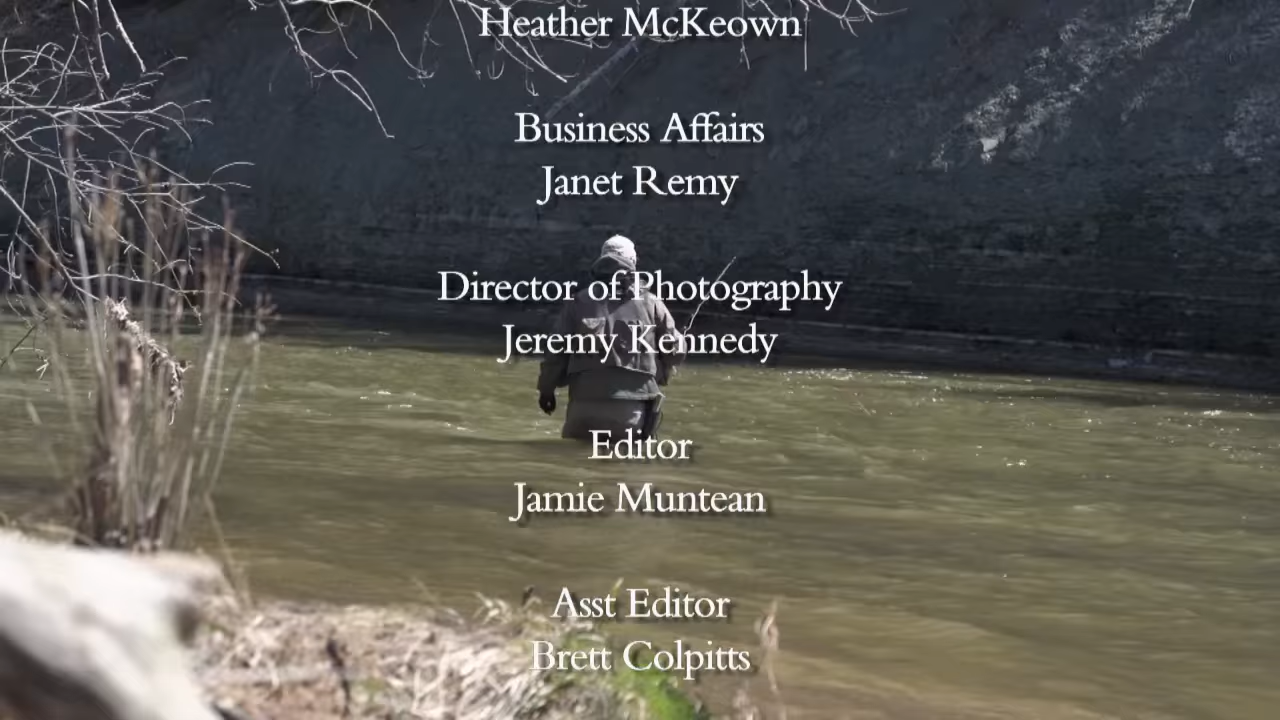 Heather McKeown
Business Affairs
Janet Remy
Director of Photography
Jeremy Kennedy
Editor
Jamie Muntean
Asst Editor
Brett Colpitts